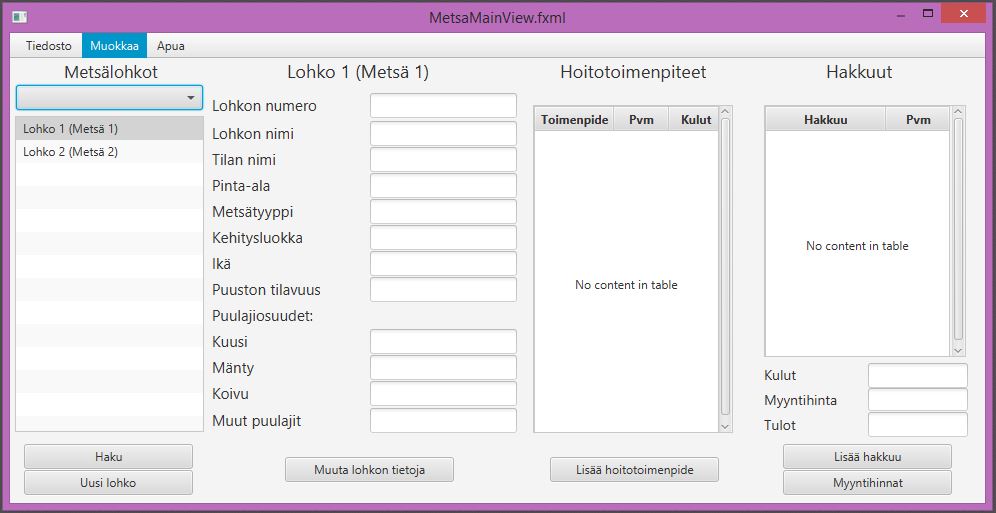 MetsaMainView.fxml
Tiedosto Muokkaa Apua
Metsälohkot
Lohko 1 (Metsä 1)
Lohko 2 (Metsä 2)
Haku
Uusi lohko
Lohko 1 (Metsä 1)
Lohkon numero
Lohkon nimi
Tilan nimi
Pinta-ala
Metsätyyppi
Kehitysluokka
Ikä
Puuston tilavuus
Puulajiosuudet:
Kuusi
Mänty
Koivu
Muut puulajit
Muuta lohkon tietoja
Hoitotoimenpiteet
Toimenpide Pvm Kulut
No content in table
Lisää hoitotoimenpide
Hakkuut
Hakkuu Pvm
No content in table
Kulut
Myyntihinta
Tulot
Lisää hakkuu
Myyntihinnat